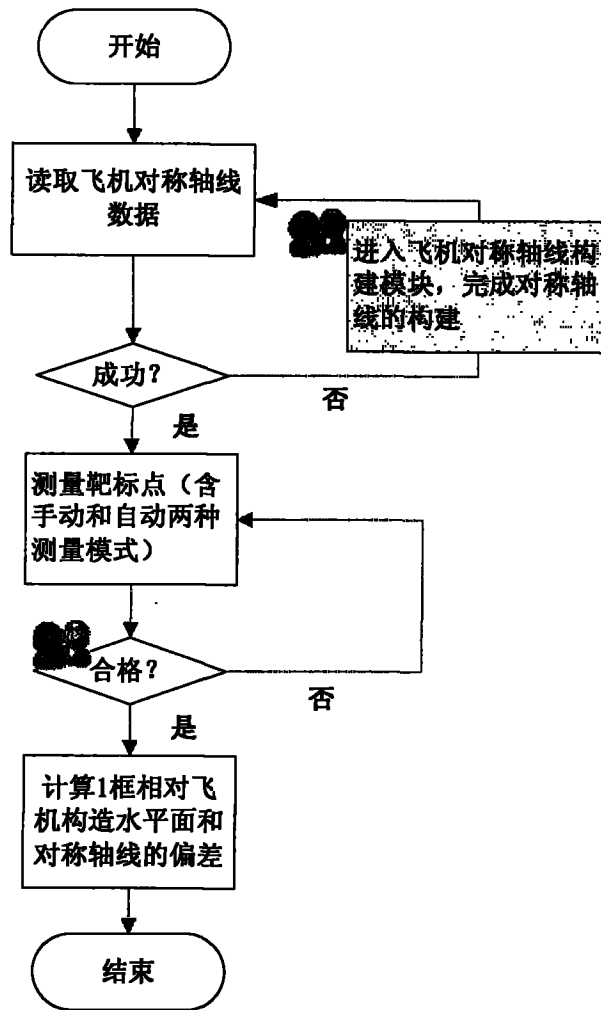 开始
读取飞机对称轴线
数据
进入飞机对称轴线构
建模块，完成对称轴
线的构建
成功？
否
是
测量靶标点（含
手动和自动两种
测量模式）
合格？
否
是
计算1框相对飞
机构造水平面和
对称轴线的偏差
结束